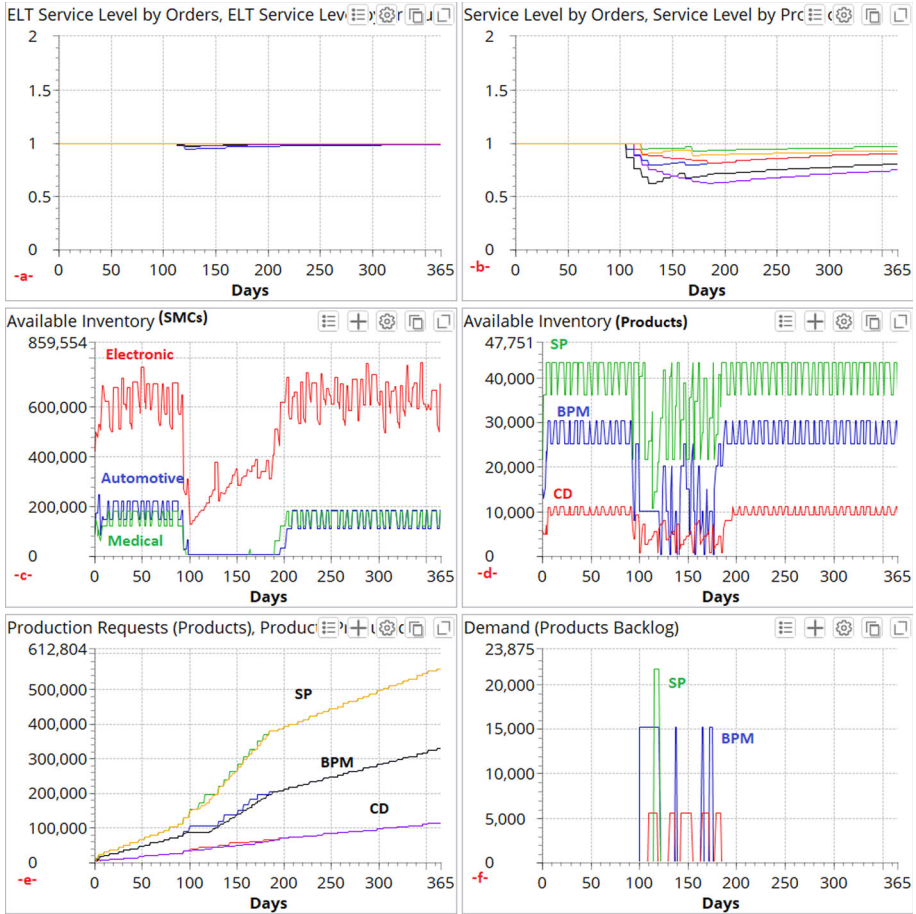 ELT Service Level by Orders, ELT Service Level by
2
1.5
1
0.5
0
0 50 100 150 200 250 300 365
-a-
Days
Service Level by Orders, Service Level by
2
1.5
1
0.5
0
0 50 100 150 200 250 300 365
-b-
Days
Available Inventory (SMCs)
859,554
Electronic
600,000
400,000
Automotive
200,000
Medical
0
0 50 100 150 200 250 300 365
-c-
Days
Available Inventory (Products)
47,751
SP
40,000
BPM
30,000
20,000
CD
10,000
0
0 50 100 150 200 250 300 365
-d-
Days
Production Requests (Products),
612,804
500,000
SP
400,000
300,000
BPM
200,000
CD
100,000
0
0 50 100 150 200 250 300 365
-e-
Days
Demand (Products Backlog)
23,875
20,000
SP
15,000
BPM
10,000
5,000
0
0 50 100 150 200 250 300 365
-f-
Days